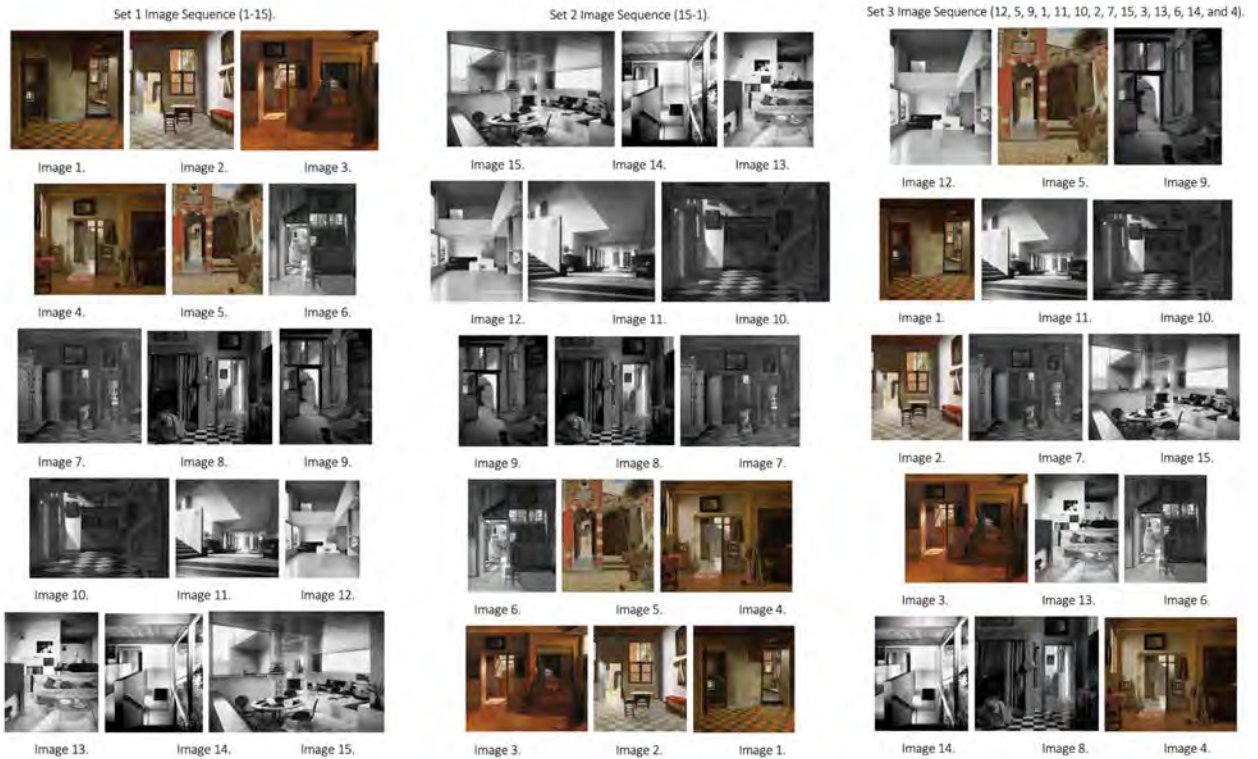 Set 1 Image Sequence (1-15).
Image 1. Image 2. Image 3.
Image 4. Image 5. Image 6.
Image 7. Image 8. Image 9.
Image 10. Image 11. Image 12.
Image 13. Image 14. Image 15.
Set 2 Image Sequence (15-1).
Image 15. Image 14. Image 13.
Image 12. Image 11. Image 10.
Image 9. Image 8. Image 7.
Image 6. Image 5. Image 4.
Image 3. Image 2. Image 1.
Set 3 Image Sequence (12, 5, 9, 1, 11, 10, 2, 7, 15, 3, 13, 6, 14, and 4).
Image 12. Image 5. Image 9.
Image 1. Image 11. Image 10.
Image 2. Image 7. Image 15.
Image 3. Image 13. Image 6.
Image 14. Image 8. Image 4.